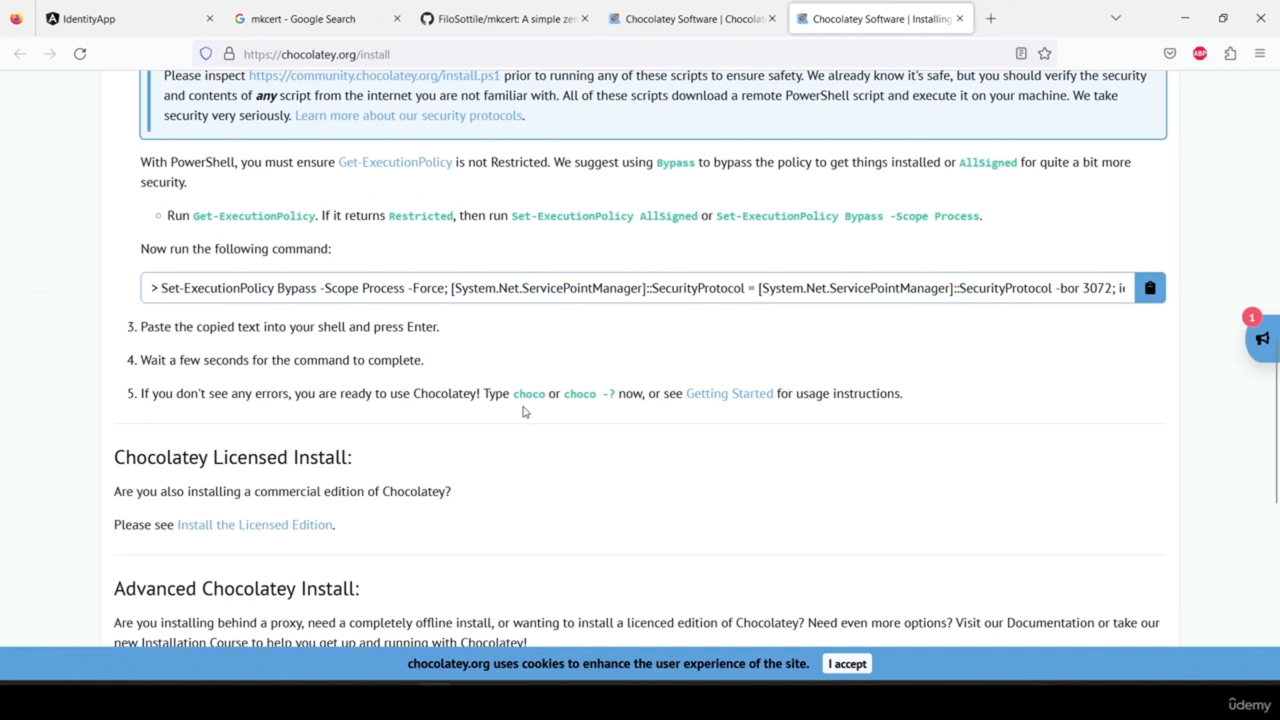 IdentityApp
mkcert - Google Search
FiloSottile/mkcert: A simple ze
Chocolatey Software | Chocolat
Chocolatey Software | Installing
https://chocolatey.org/install
ABP
Please inspect https://community.chocolatey.org/install.ps1 prior to running any of these scripts to ensure safety. We already know it's safe, but you should verify the security
and contents of any script from the internet you are not familiar with. All of these scripts download a remote PowerShell script and execute it on your machine. We take
security very seriously. Learn more about our security protocols.
With PowerShell, you must ensure Get-ExecutionPolicy is not Restricted. We suggest using Bypass to bypass the policy to get things installed or AllSigned for quite a bit more
security.
Run Get-ExecutionPolicy. If it returns Restricted, then run Set-ExecutionPolicy AllSigned or Set-ExecutionPolicy Bypass -Scope Process.
Now run the following command:
> Set-ExecutionPolicy Bypass -Scope Process -Force; [System.Net.ServicePointManager]::SecurityProtocol = [System.Net.ServicePointManager]::SecurityProtocol -bor 3072; ie
1
3. Paste the copied text into your shell and press Enter.
4. Wait a few seconds for the command to complete.
5. If you don't see any errors, you are ready to use Chocolatey! Type choco or choco -? now, or see Getting Started for usage instructions.
Chocolatey Licensed Install:
Are you also installing a commercial edition of Chocolatey?
Please see Install the Licensed Edition.
Advanced Chocolatey Install:
Are you installing behind a proxy, need a completely offline install, or wanting to install a licenced edition of Chocolatey? Need even more options? Visit our Documentation or take our
new Installation Course to help you get up and running with Chocolatey!
chocolatey.org uses cookies to enhance the user experience of the site.
I accept
ûdemy